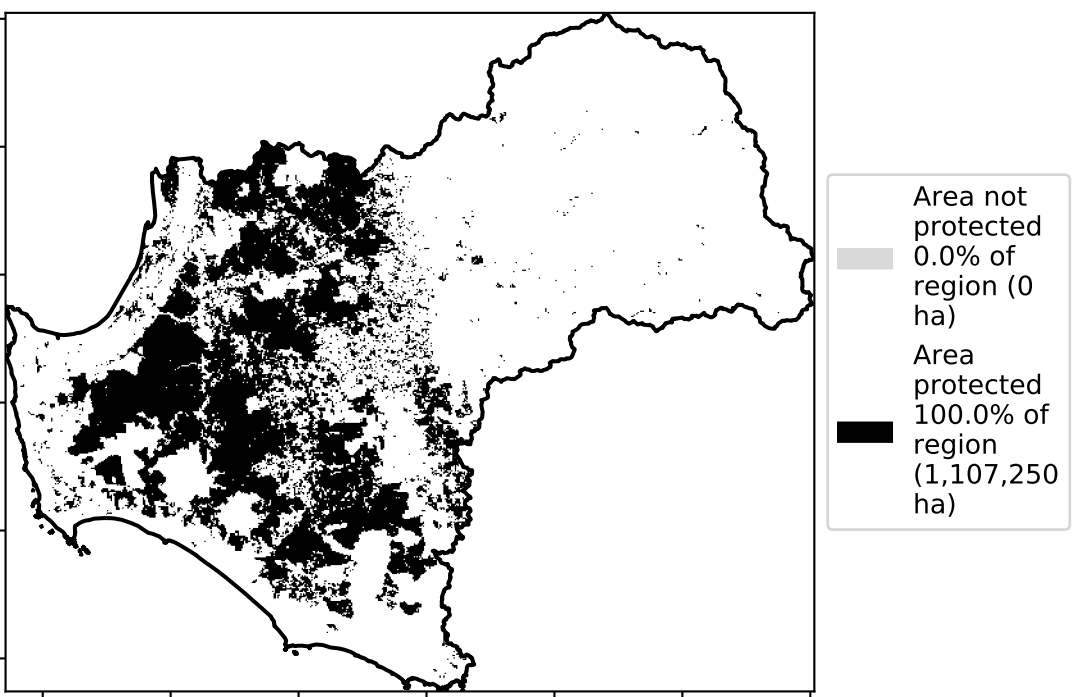 Area not
protected
0.0% of
region (0
ha)
Area
protected
100.0% of
region
(1,107,250
ha)